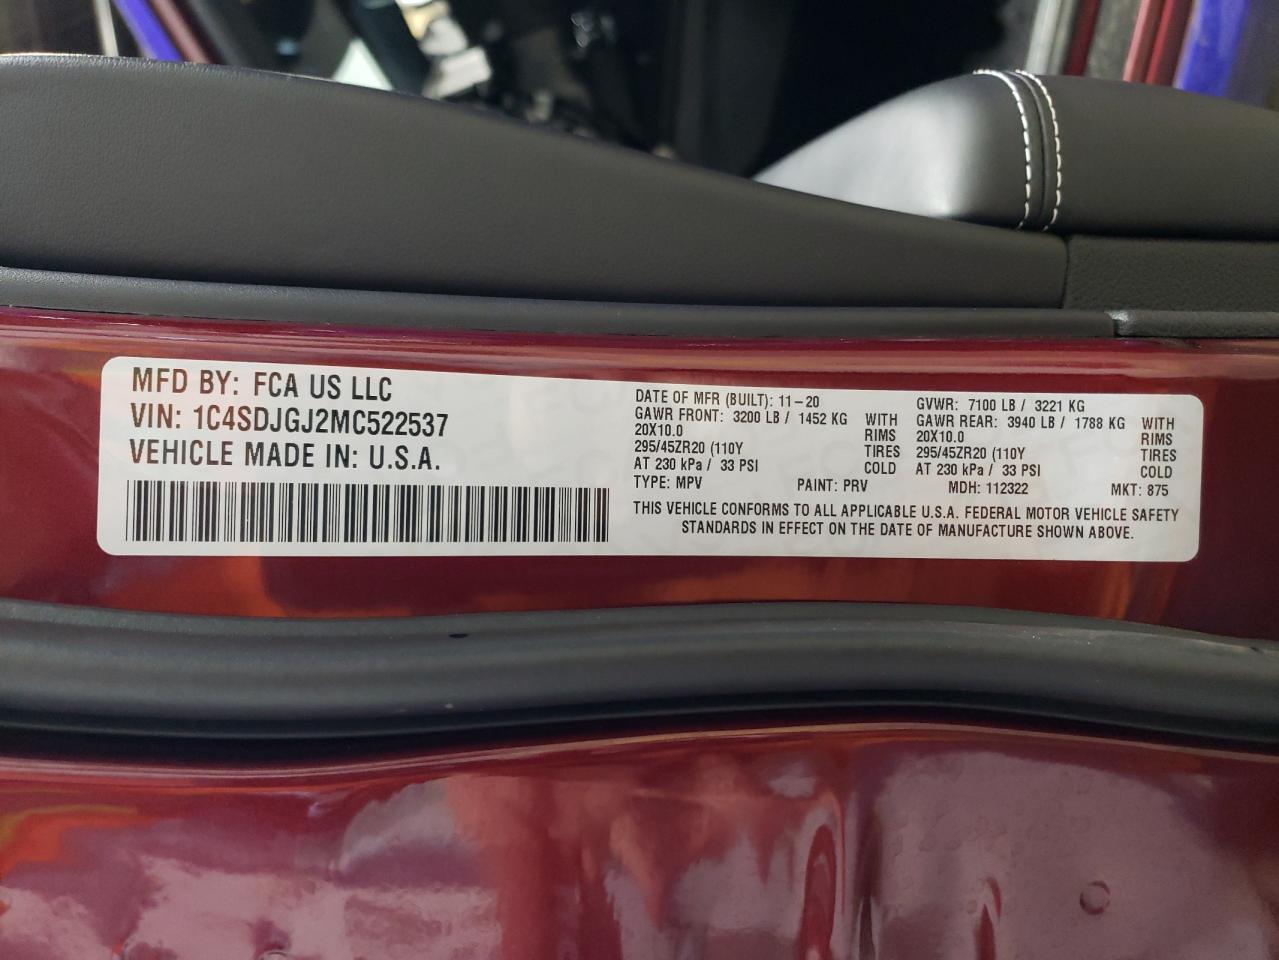 MFD BY: FCA US LLC
VIN: 1C4SDJGJ2MC522537
VEHICLE MADE IN: U.S.A.
DATE OF MFR (BUILT): 11-20
GAWR FRONT: 3200 LB / 1452 KG WITH
20X10.0 RIMS
295/45ZR20 (110Y TIRES
AT 230 kPa / 33 PSI COLD
GVWR: 7100 LB / 3221 KG
GAWR REAR: 3940 LB / 1788 KG WITH
20X10.0 RIMS
295/45ZR20 (110Y TIRES
AT 230 kPa / 33 PSI COLD
TYPE: MPV PAINT: PRV MDH: 112322 MKT: 875
THIS VEHICLE CONFORMS TO ALL APPLICABLE U.S.A. FEDERAL MOTOR VEHICLE SAFETY
STANDARDS IN EFFECT ON THE DATE OF MANUFACTURE SHOWN ABOVE.